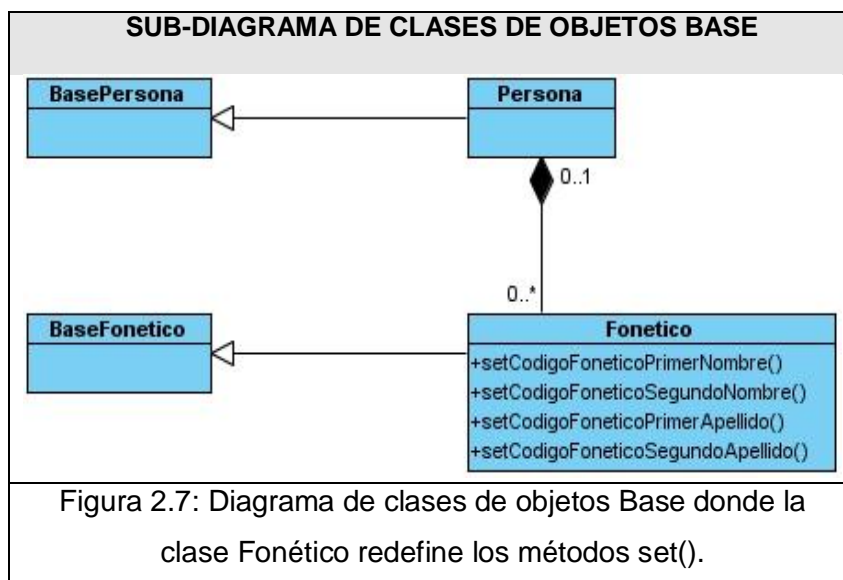 SUB-DIAGRAMA DE CLASES DE OBJETOS BASE
BasePersona
Persona
0..1
0..*
BaseFonetico
Fonetico
+setCodigoFoneticoPrimerNombre()
+setCodigoFoneticoSegundoNombre()
+setCodigoFoneticoPrimerApellido()
+setCodigoFoneticoSegundoApellido()
Figura 2.7: Diagrama de clases de objetos Base donde la
clase Fonético redefine los métodos set().